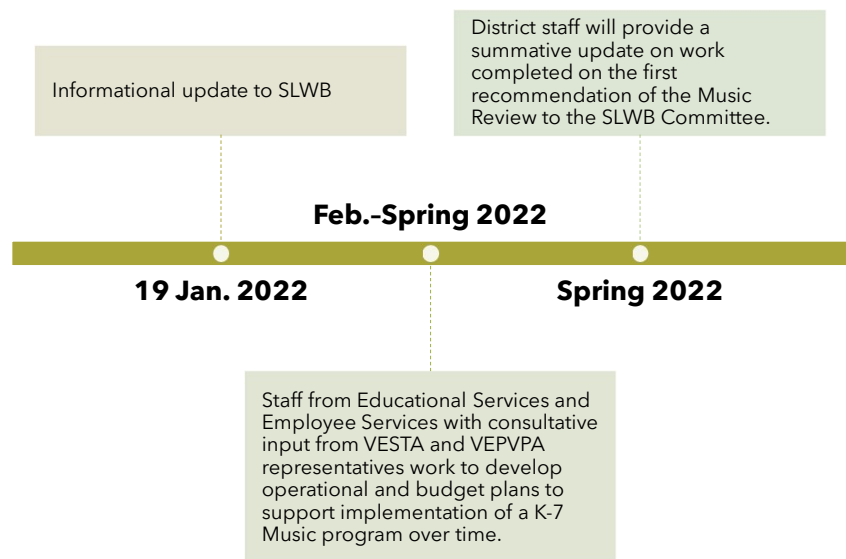 Informational update to SLWB
District staff will provide a
summative update on work
completed on the first
recommendation of the Music
Review to the SLWB Committee.
Feb.–Spring 2022
19 Jan. 2022
Spring 2022
Staff from Educational Services and
Employee Services with consultative
input from VESTA and VEPVPA
representatives work to develop
operational and budget plans to
support implementation of a K-7
Music program over time.